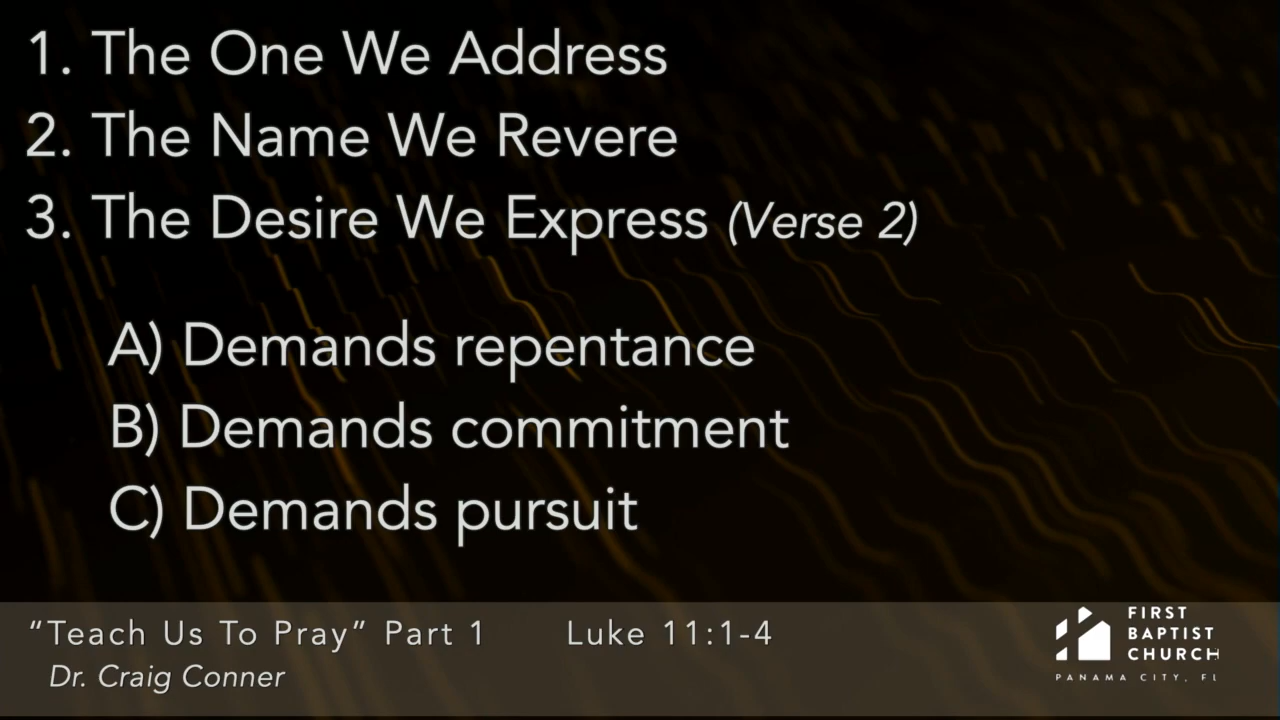 1. The One We Address
2. The Name We Revere
3. The Desire We Express (Verse 2)
A) Demands repentance
B) Demands commitment
C) Demands pursuit
“Teach Us To Pray” Part 1 Luke 11:1-4
Dr. Craig Conner
FIRST
BAPTIST
CHURCH
PANAMA CITY, FL